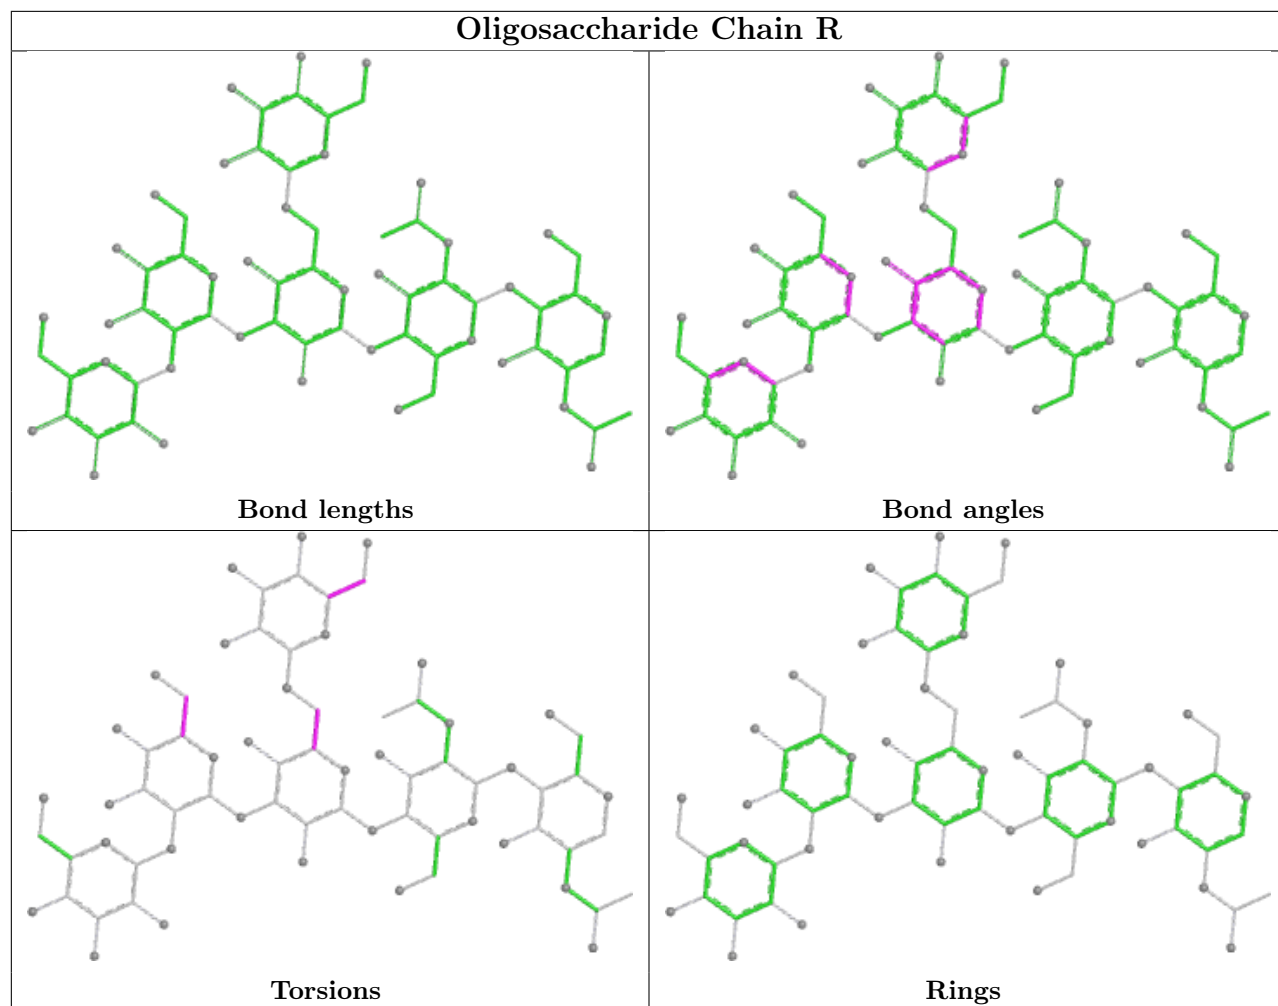 Oligosaccharide Chain R
Bond lengths
Bond angles
Torsions
Rings